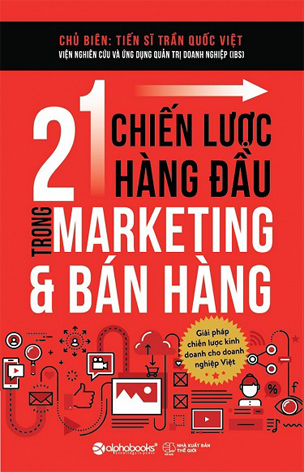 CHỦ BIÊN: TIẾN SĨ TRẦN QUỐC VIỆT
VIỆN NGHIÊN CỨU VÀ ỨNG DỤNG QUẢN TRỊ DOANH NGHIỆP (IBS)
21 CHIẾN LƯỢC
HÀNG ĐẦU
TRONG
MARKETING
& BÁN HÀNG
Giải pháp
chiến lược kinh
doanh cho doanh
nghiệp Việt
alphabooks
NHÀ XUẤT BẢN
THẾ GIỚI